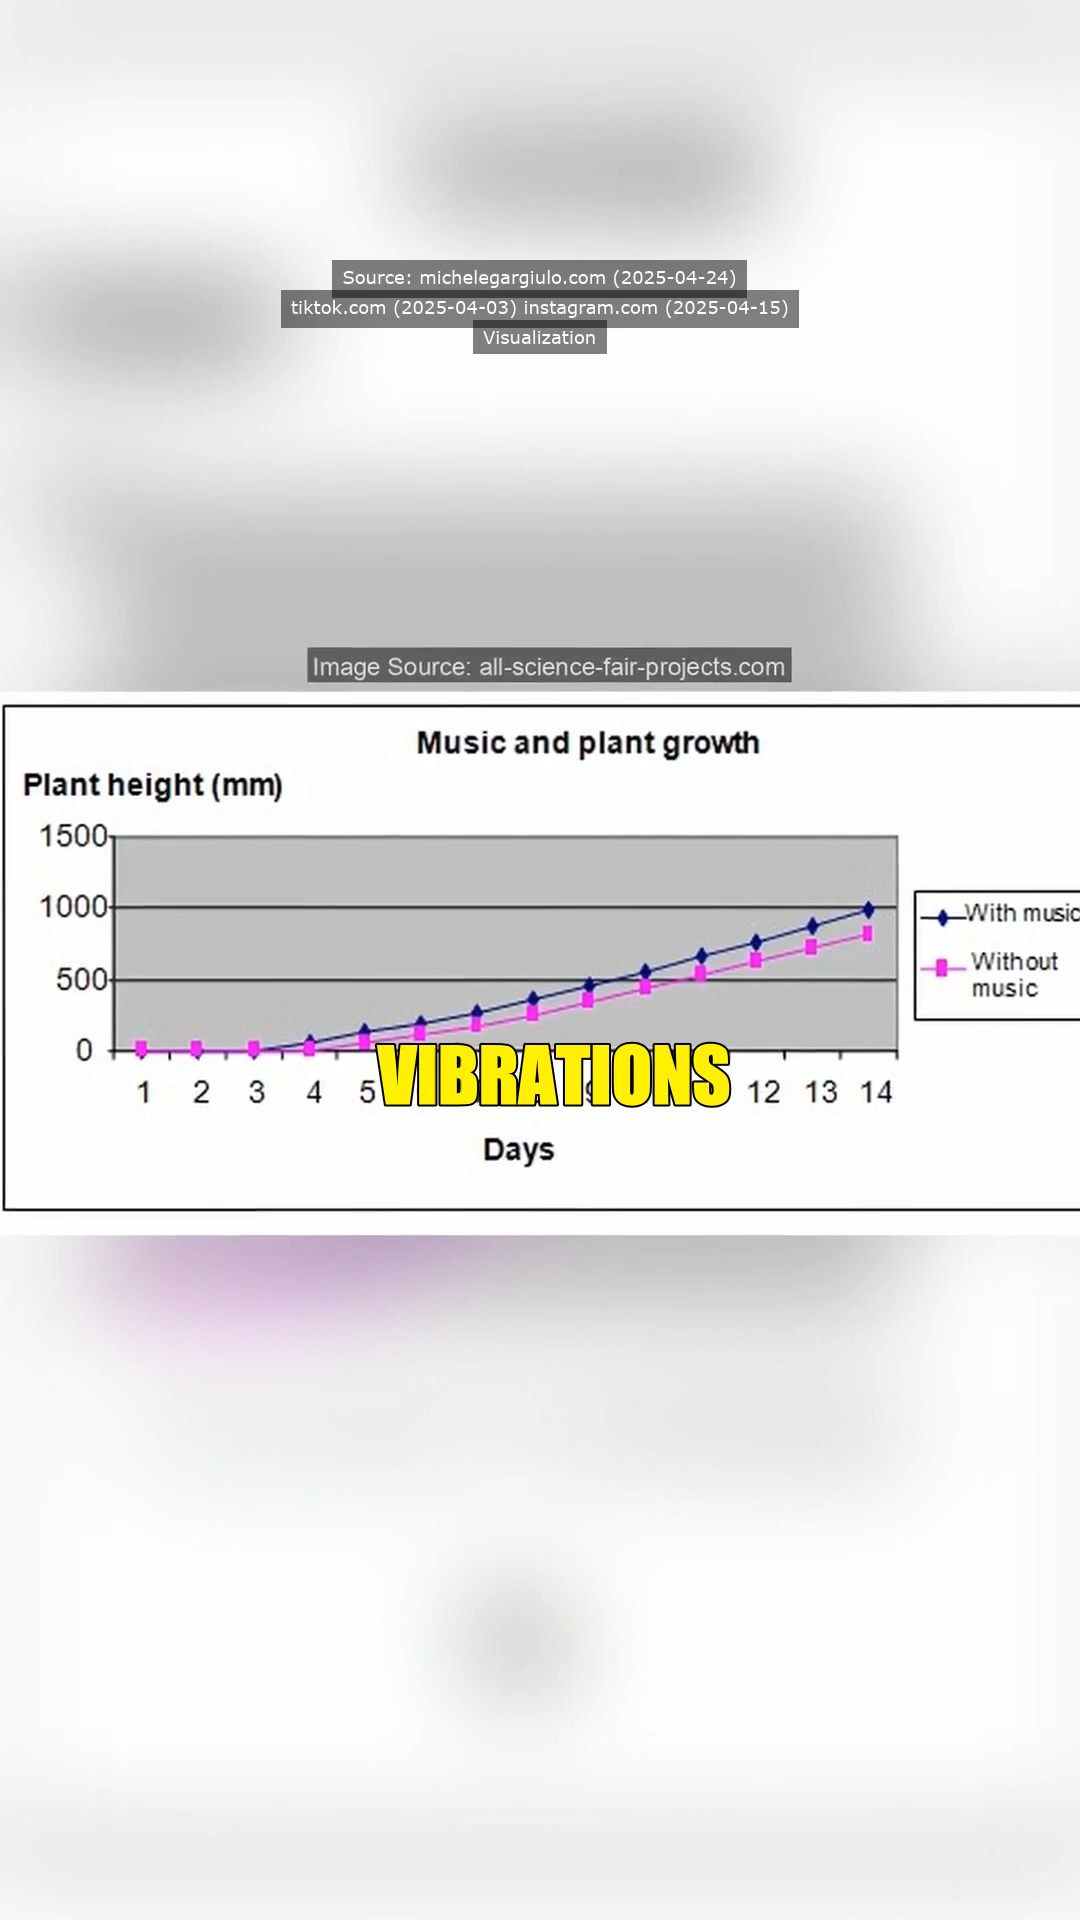 Source: michelegargiulo.com (2025-04-24)
tiktok.com (2025-04-03) instagram.com (2025-04-15)
Visualization
Image Source: all-science-fair-projects.com
Music and plant growth
Plant height (mm)
1500
1000
500
0
With music
Without
music
1 2 3 4 5 12 13 14
VIBRATIONS
Days